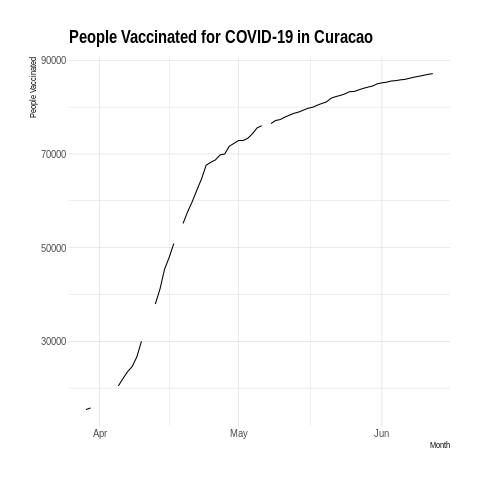 People Vaccinated for COVID-19 in Curacao
People Vaccinated
90000
70000
50000
30000
Apr
May
Jun
Month